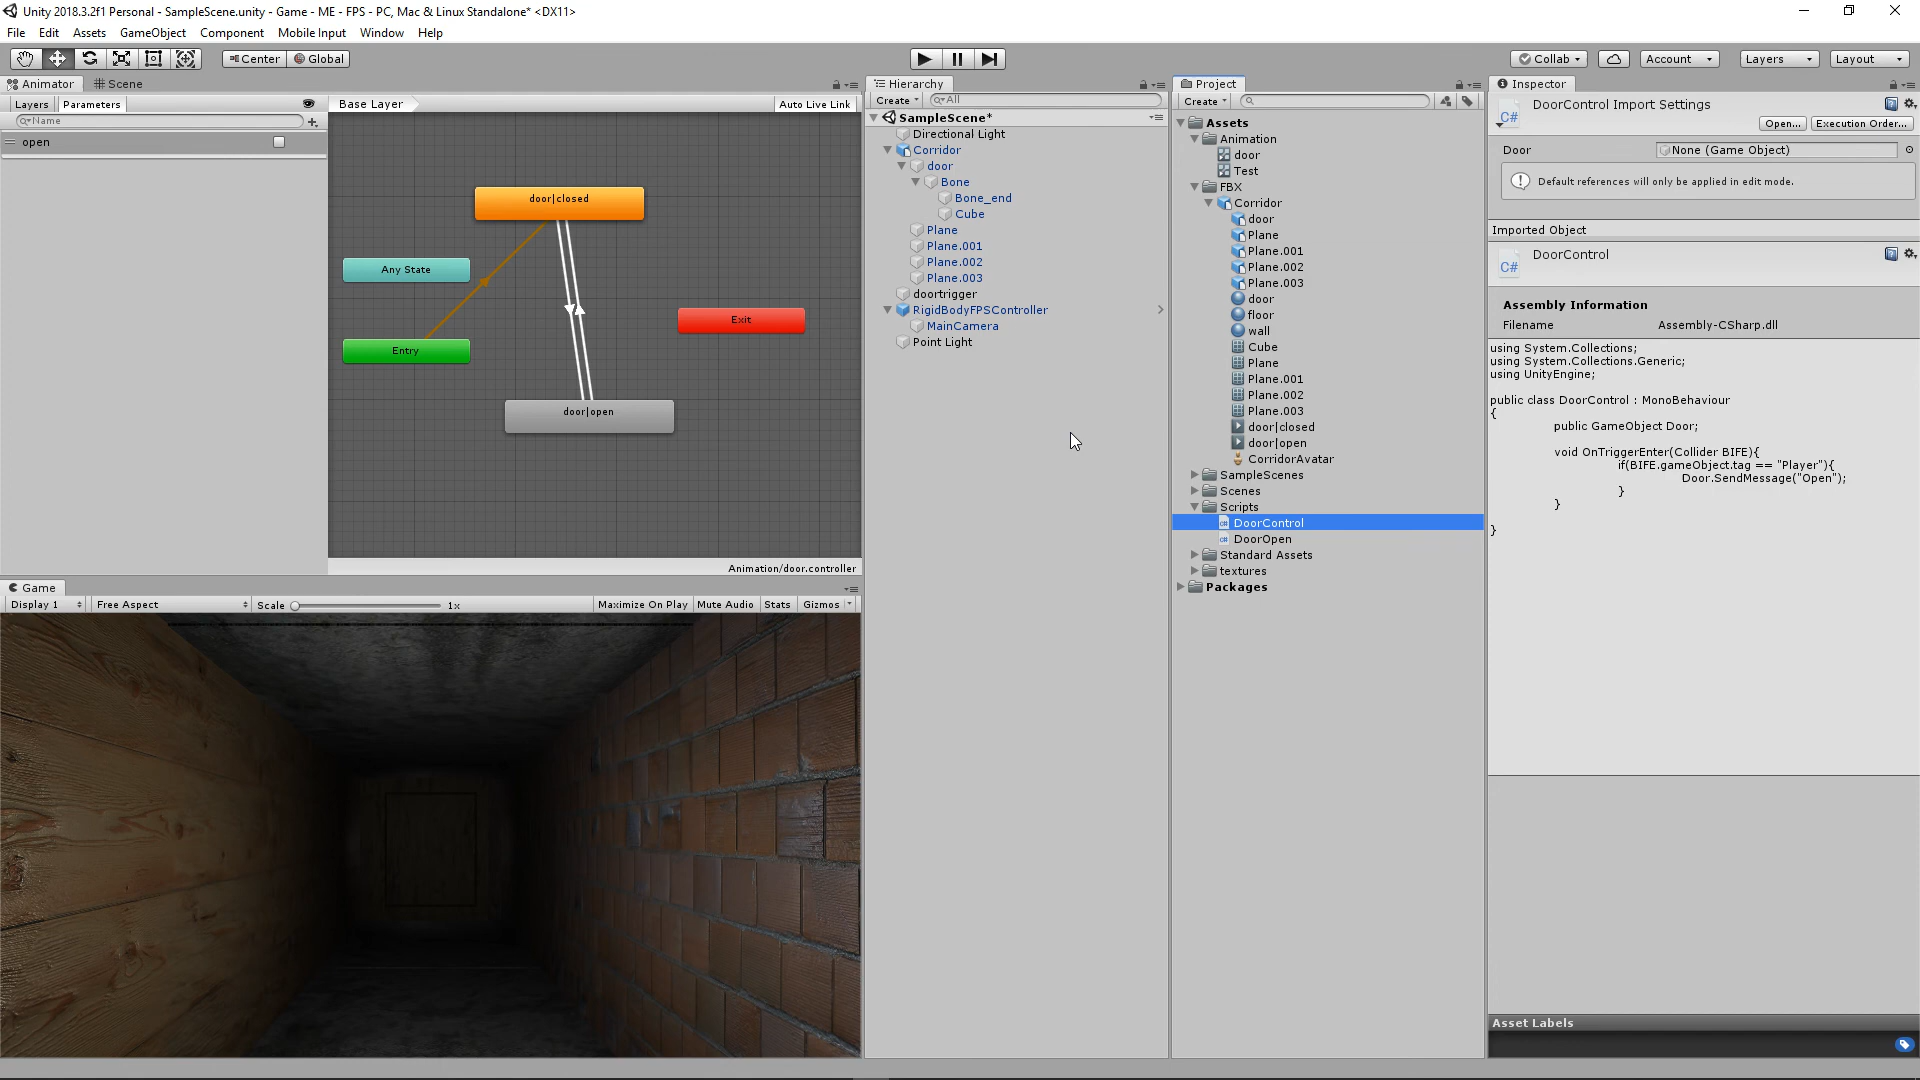 Unity 2018.3.2f1 Personal - SampleScene.unity - Game - ME - FPS - PC, Mac & Linux Standalone* <DX11>
File Edit Assets GameObject Component Mobile Input Window Help
Center Global
Collab Account Layers Layout
Animator Scene
Layers Parameters
Base Layer
Auto Live Link
Name
open
door|closed
Any State
Exit
Entry
door|open
Animation/door.controller
Game
Display 1 Free Aspect Scale 1x Maximize On Play Mute Audio Stats Gizmos
Hierarchy
Create All
SampleScene*
Directional Light
Corridor
door
Bone
Bone_end
Cube
Plane
Plane.001
Plane.002
Plane.003
doortrigger
RigidBodyFPSController
MainCamera
Point Light
Project
Create
Assets
Animation
door
Test
FBX
Corridor
door
Plane
Plane.001
Plane.002
Plane.003
door
floor
wall
Cube
Plane
Plane.001
Plane.002
Plane.003
door|closed
door|open
CorridorAvatar
SampleScenes
Scenes
Scripts
DoorControl
DoorOpen
Standard Assets
textures
Packages
Inspector
DoorControl Import Settings
C#
Open... Execution Order...
Door None (Game Object)
Default references will only be applied in edit mode.
Imported Object
DoorControl
C#
Assembly Information
Filename Assembly-CSharp.dll
using System.Collections;
using System.Collections.Generic;
using UnityEngine;
public class DoorControl : MonoBehaviour
{
public GameObject Door;
void OnTriggerEnter(Collider BIFE){
if(BIFE.gameObject.tag == "Player"){
Door.SendMessage("Open");
}
}
}
Asset Labels